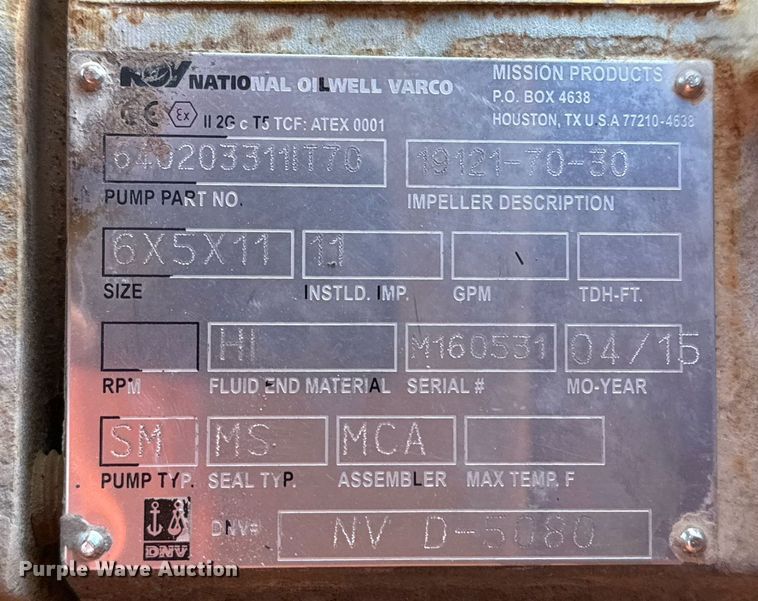 NOV NATIONAL OILWELL VARCO
MISSION PRODUCTS
P.O. BOX 4638
HOUSTON, TX U S.A 77210-4638
CE Ex II 2G c T5 TCF: ATEX 0001
19121-70-30
PUMP PART NO. IMPELLER DESCRIPTION
6X5X11 11
SIZE INSTLD. IMP. GPM TDH-FT.
HI M160531 04/15
RPM FLUID END MATERIAL SERIAL # MO-YEAR
SM MS MCA
PUMP TYP. SEAL TYP. ASSEMBLER MAX TEMP. F
DNV
DNV# NV D-5080
Purple Wave Auction